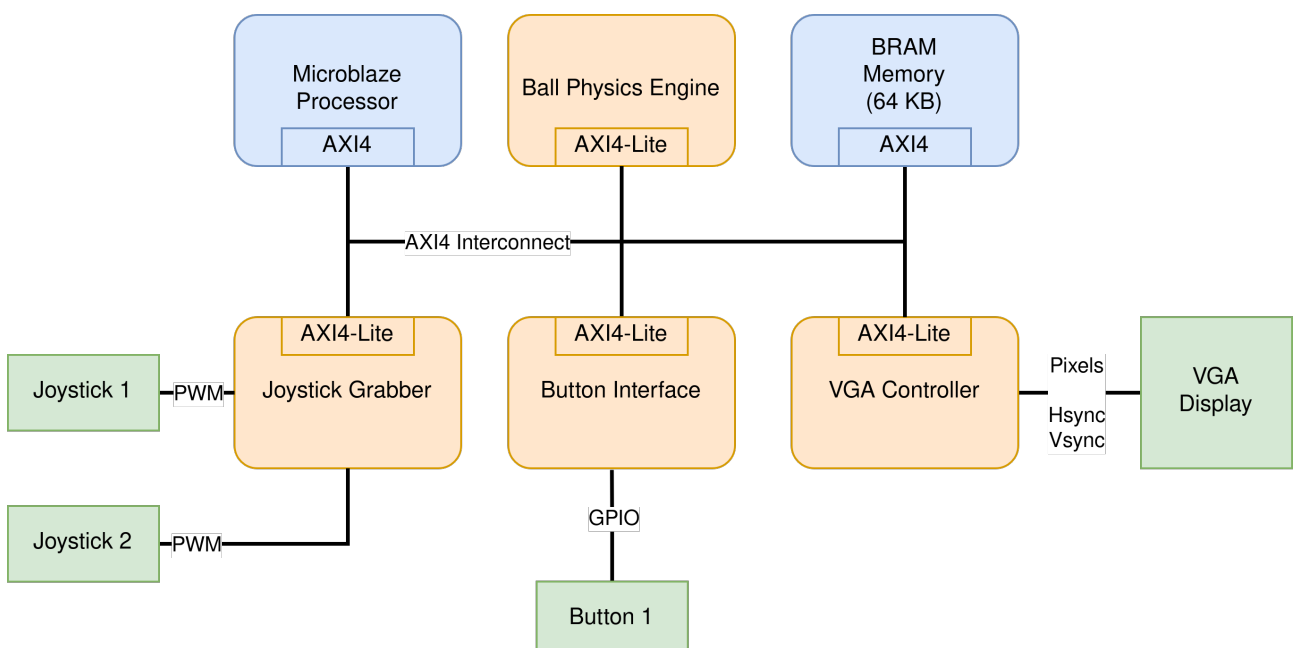 Microblaze
Processor
AXI4
Ball Physics Engine
AXI4-Lite
BRAM
Memory
(64 KB)
AXI4
AXI4 Interconnect
AXI4-Lite
Joystick Grabber
AXI4-Lite
Button Interface
AXI4-Lite
VGA Controller
Joystick 1
PWM
Pixels
Hsync
Vsync
VGA
Display
Joystick 2
PWM
GPIO
Button 1